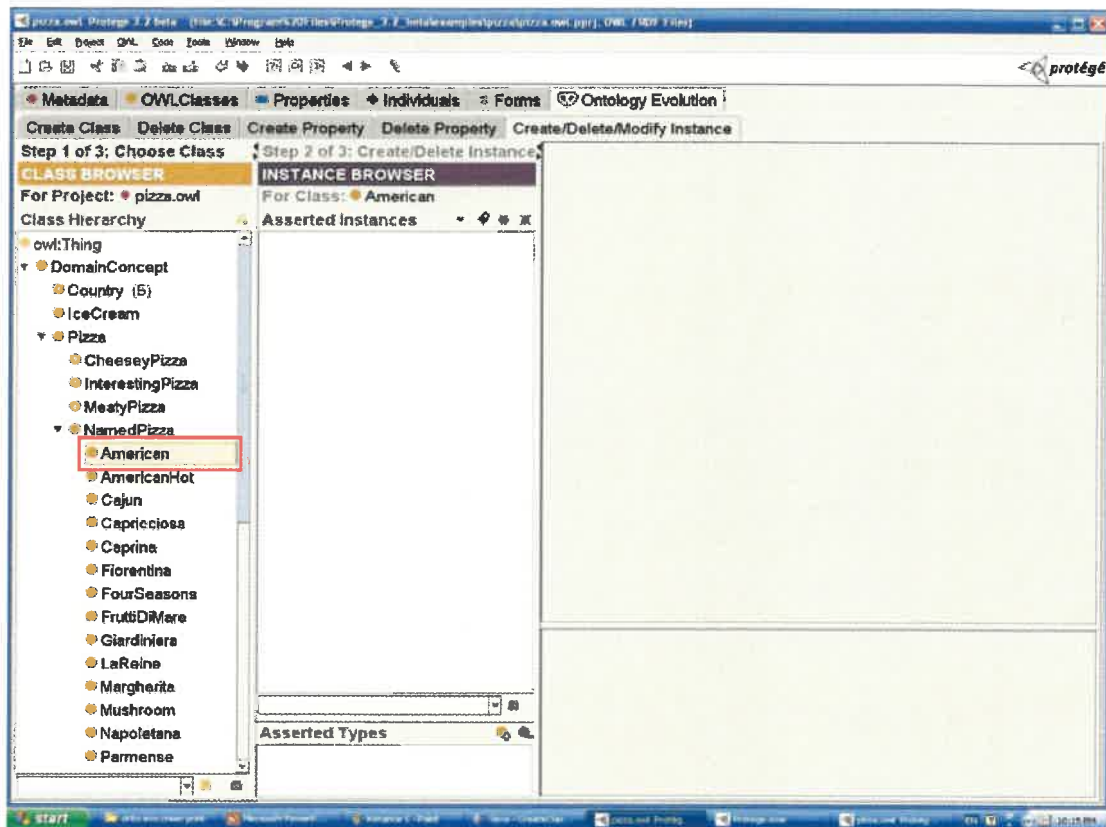 pizza.owl Protege 3.2 beta
File Edit Project OWL Code Tools Window Help
protégé
Metadata OWLClasses Properties Individuals Forms Ontology Evolution
Create Class Delete Class Create Property Delete Property Create/Delete/Modify Instance
Step 1 of 3: Choose Class
CLASS BROWSER
For Project: pizza.owl
Class Hierarchy
owl:Thing
DomainConcept
Country (5)
IceCream
Pizza
CheeseyPizza
InterestingPizza
MeatyPizza
NamedPizza
American
AmericanHot
Cajun
Capricciosa
Caprina
Fiorentina
FourSeasons
FruttiDiMare
Giardiniera
LaReine
Margherita
Mushroom
Napoletana
Parmense
Step 2 of 3: Create/Delete Instance
INSTANCE BROWSER
For Class: American
Asserted Instances
Asserted Types
start
EN
10:15 PM